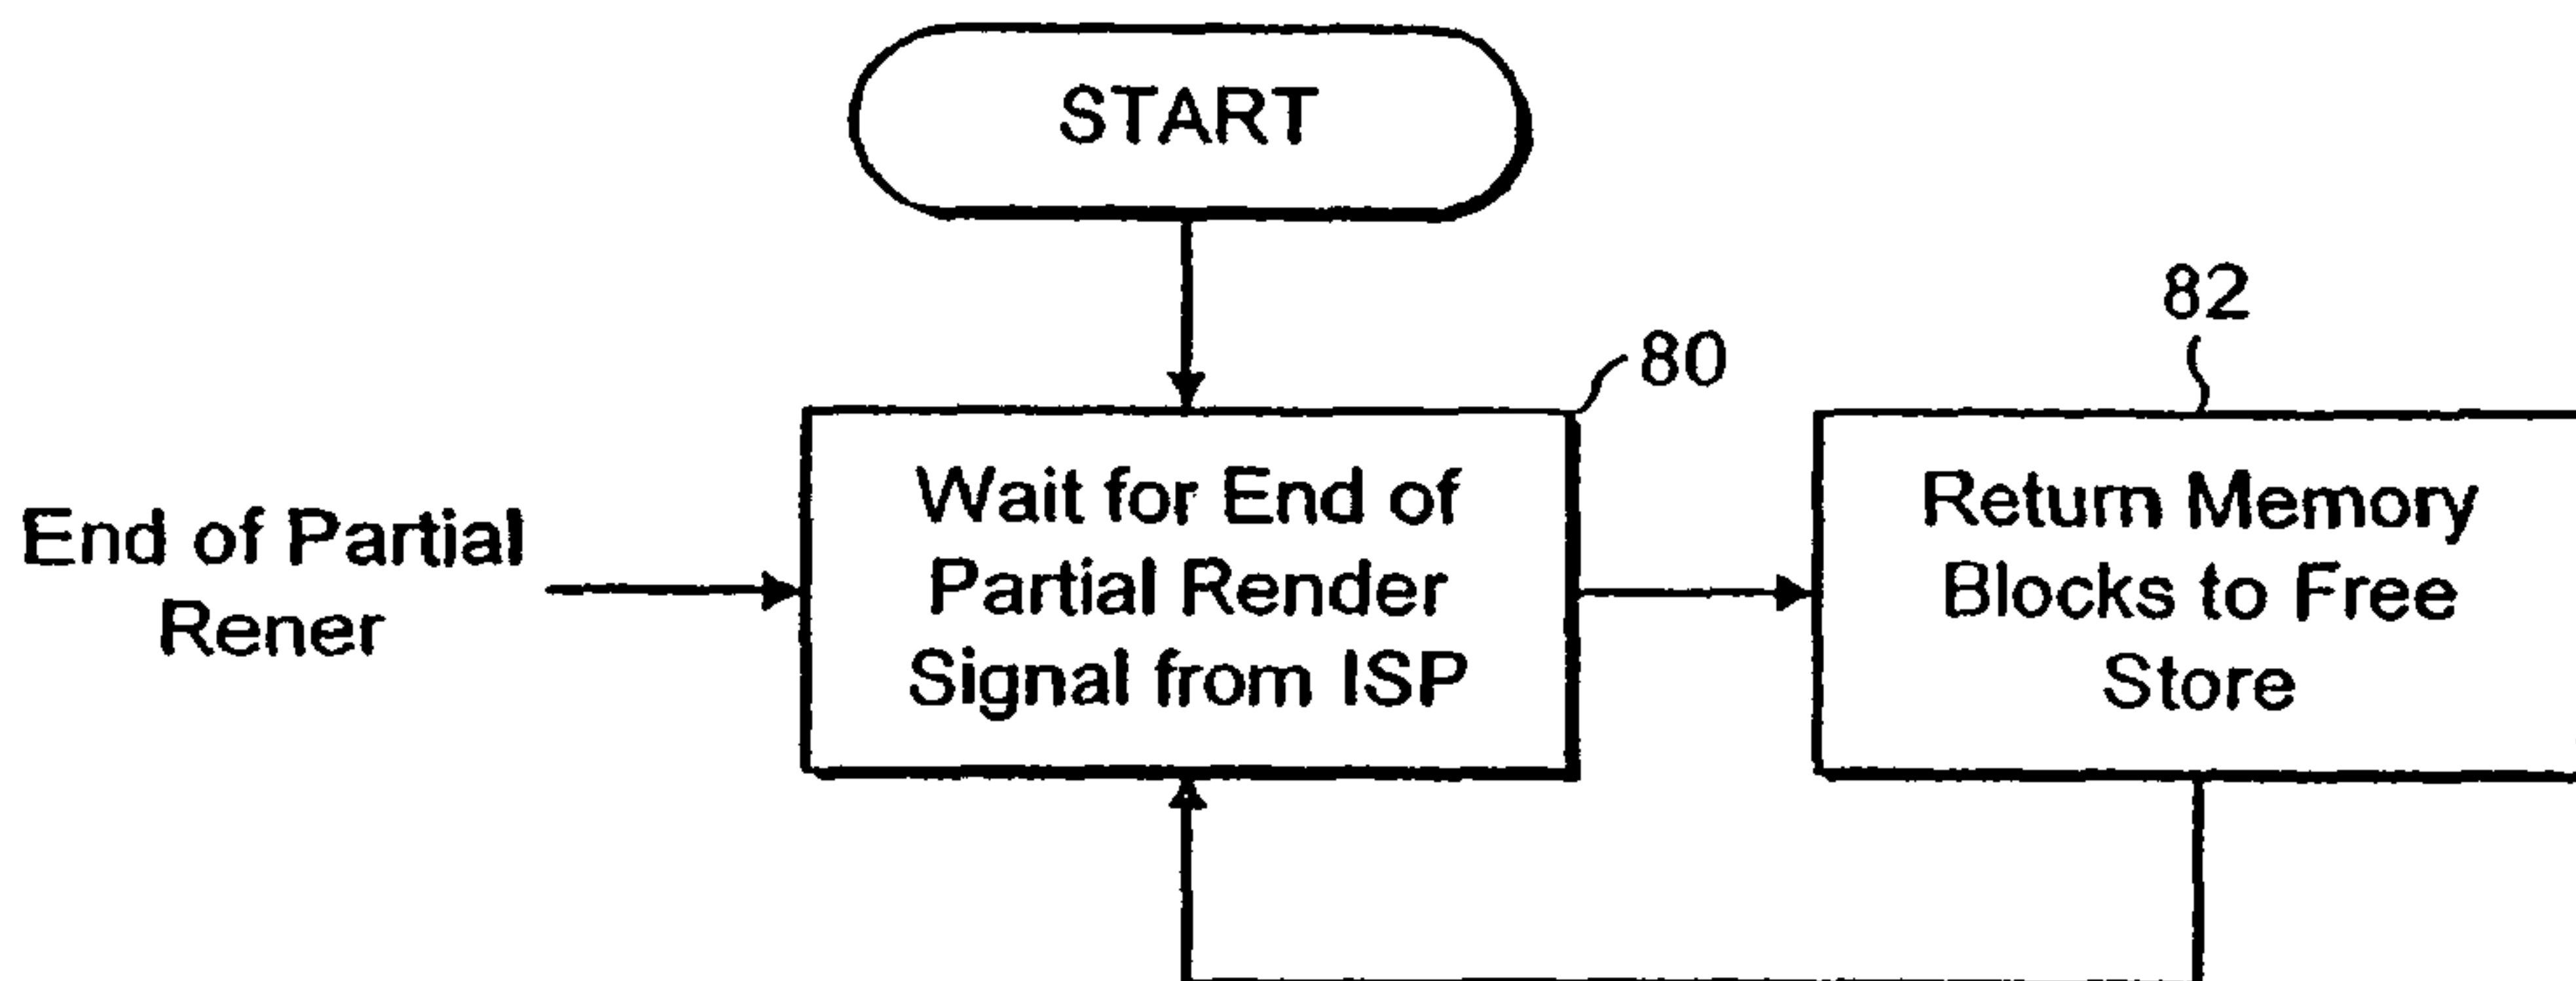 START
82
80
End of Partial
Rener
Wait for End of
Partial Render
Signal from ISP
Return Memory
Blocks to Free
Store